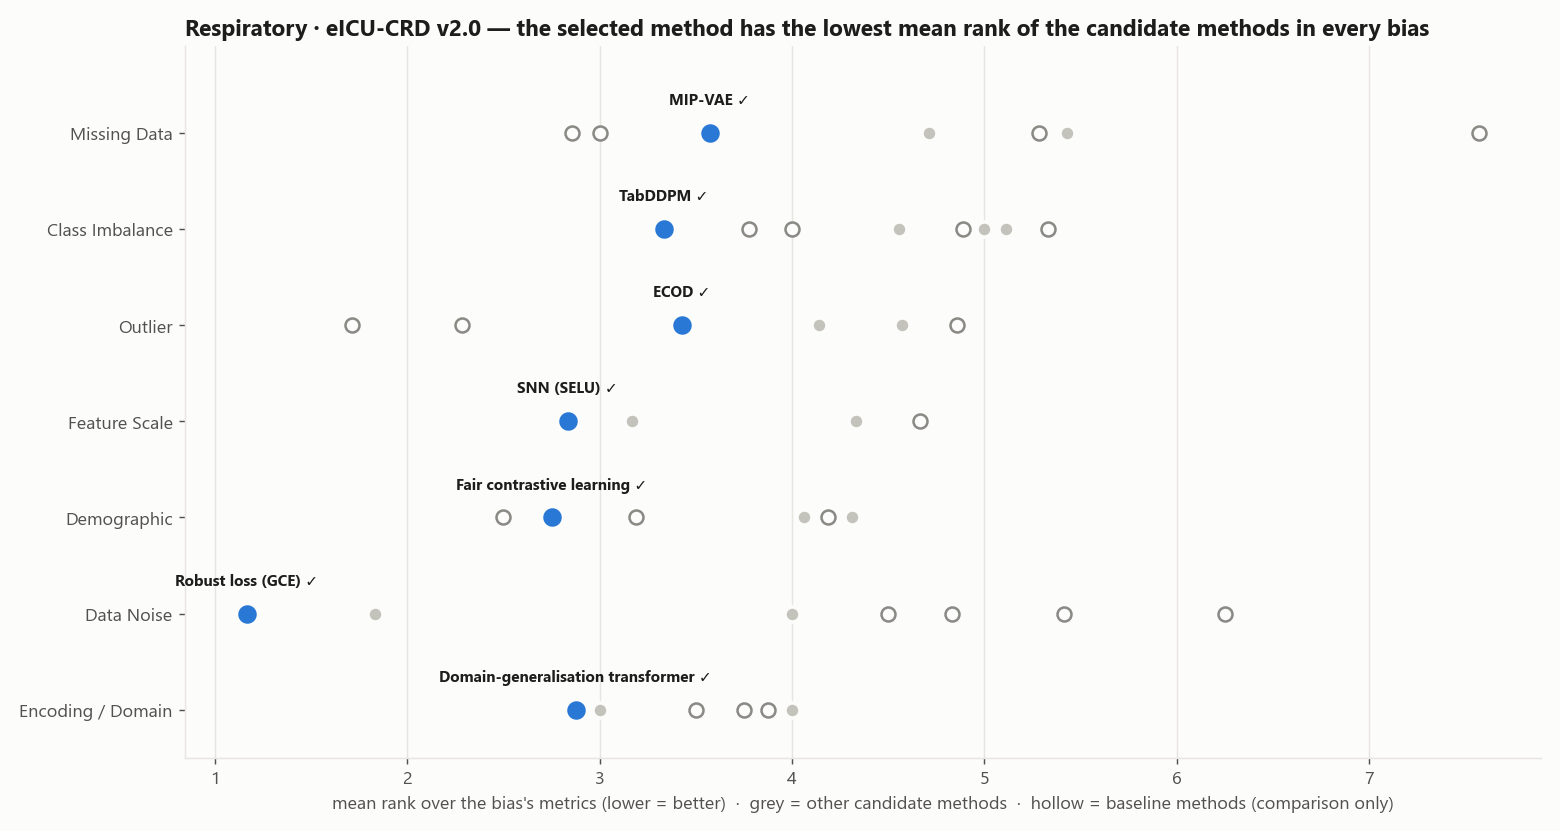 Respiratory · eICU-CRD v2.0 — the selected method has the lowest mean rank of the candidate methods in every bias
MIP-VAE ✓
Missing Data
TabDDPM ✓
Class Imbalance
ECOD ✓
Outlier
SNN (SELU) ✓
Feature Scale
Fair contrastive learning ✓
Demographic
Robust loss (GCE) ✓
Data Noise
Domain-generalisation transformer ✓
Encoding / Domain
1 2 3 4 5 6 7
mean rank over the bias's metrics (lower = better) · grey = other candidate methods · hollow = baseline methods (comparison only)